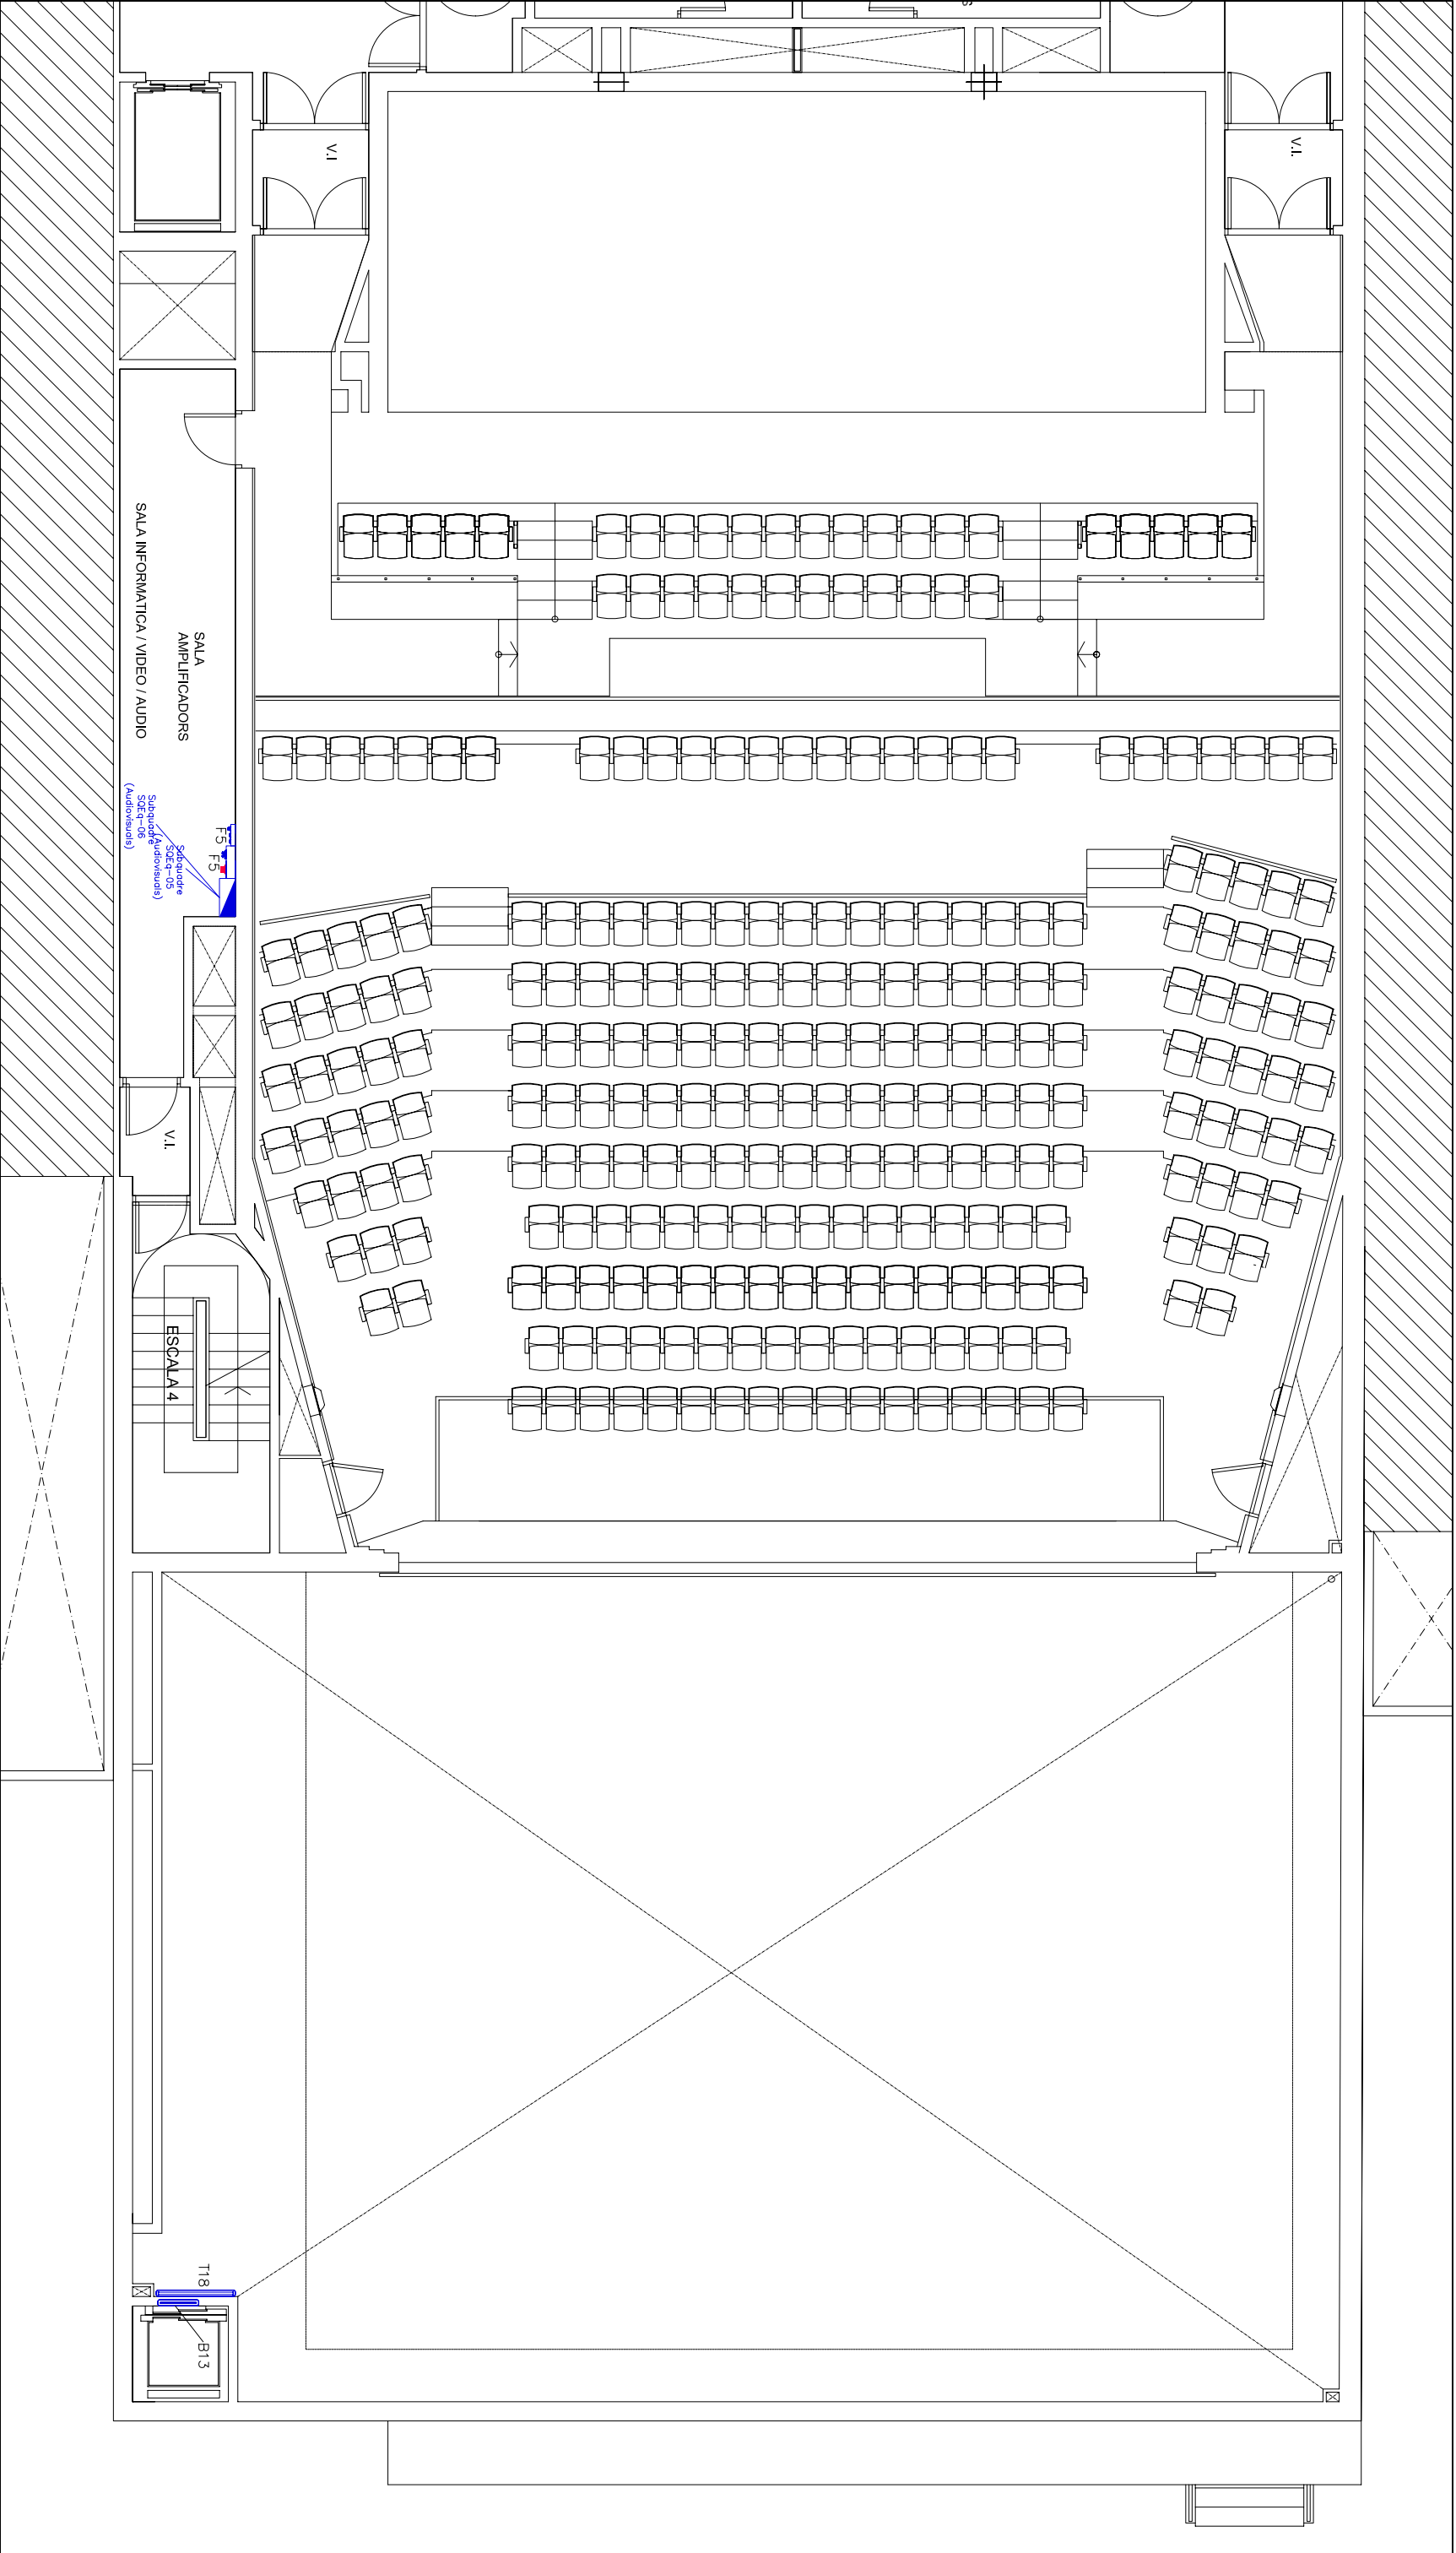 V.I
V.I.
SALA INFORMATICA / VIDEO / AUDIO
SALA
AMPLIFICADORS
F5
F5
Subquadre
SQEq-05
(Audiovisuals)
Subquadre
SQEq-06
(Audiovisuals)
V.I.
ESCALA 4
T18
B13